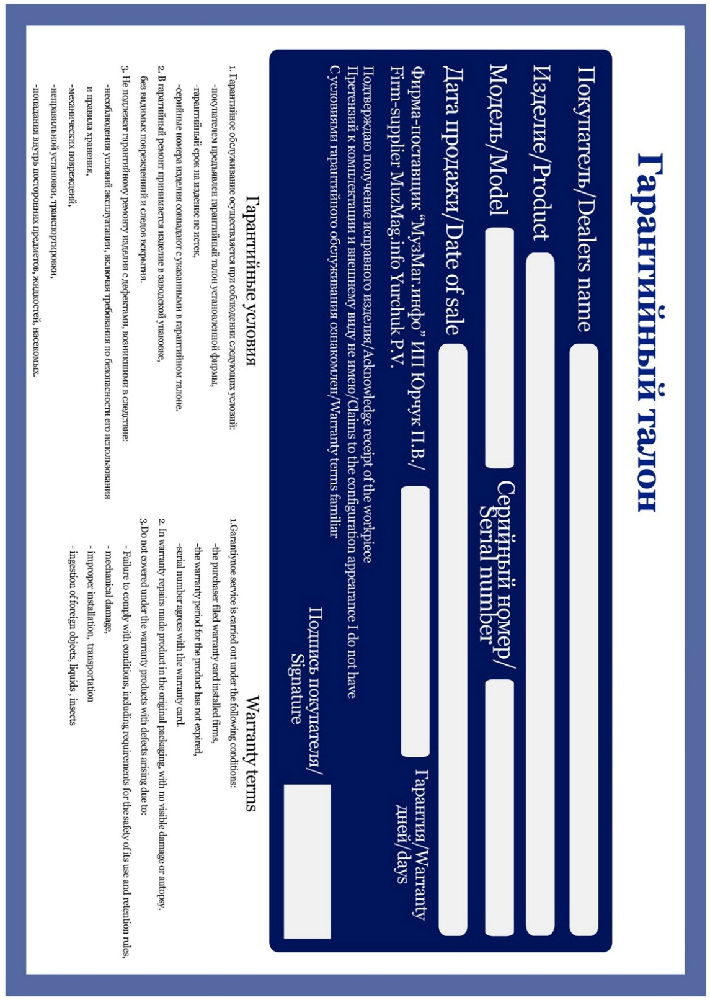 Гарантийный талон
Покупатель/Dealers name
Изделие/Product
Модель/Model
Серийный номер/
Serial number
Дата продажи/Date of sale
Фирма-поставщик “МузМаг.инфо” ИП Юрчук П.В./
Firm-supplier MuzMag.info Yurchuk P.V.
Гарантия/Warranty
дней/days
Подтверждаю получение исправного изделия/Acknowledge receipt of the workpiece
Претензий к комплектации и внешнему виду не имею/Claims to the configuration appearance I do not have
С условиями гарантийного обслуживания ознакомлен/Warranty terms familiar
Подпись покупателя/
Signature
Гарантийные условия
1. Гарантийное обслуживание осуществляется при соблюдении следующих условий:
-покупателем предъявлен гарантийный талон установленной фирмы,
-гарантийный срок на издение не истек,
-серийные номера изделия совпадают с указанными в гарантийном талоне.
2. В гаратийный ремонт принимается изделие в заводской упаковке,
без видимых поврежденний и следов вскрытия.
3. Не подлежат гарантийному ремонту изделия с дефектами, возникшими в следствие:
-несоблюдения условий эксплуатации, включая требования по безопасности его использования
и правила хранения,
-механических повреждеий,
-неправильной установки, транспортировки,
-попадания внутрь посторонних предметов, жидкостей, насекомых.
Warranty terms
1.Garantiynoe service is carried out under the following conditions:
-the purchaser filed warranty card installed firms,
-the warranty period for the product has not expired,
-serial number agrees with the warranty card.
2. In warranty repairs made product in the original packaging, with no visible damage or autopsy.
3.Do not covered under the warranty products with defects arising due to:
- Failure to comply with conditions, including requirements for the safety of its use and retention rules,
- mechanical damage,
- improper installation, transportation
- ingestion of foreign objects, liquids , insects